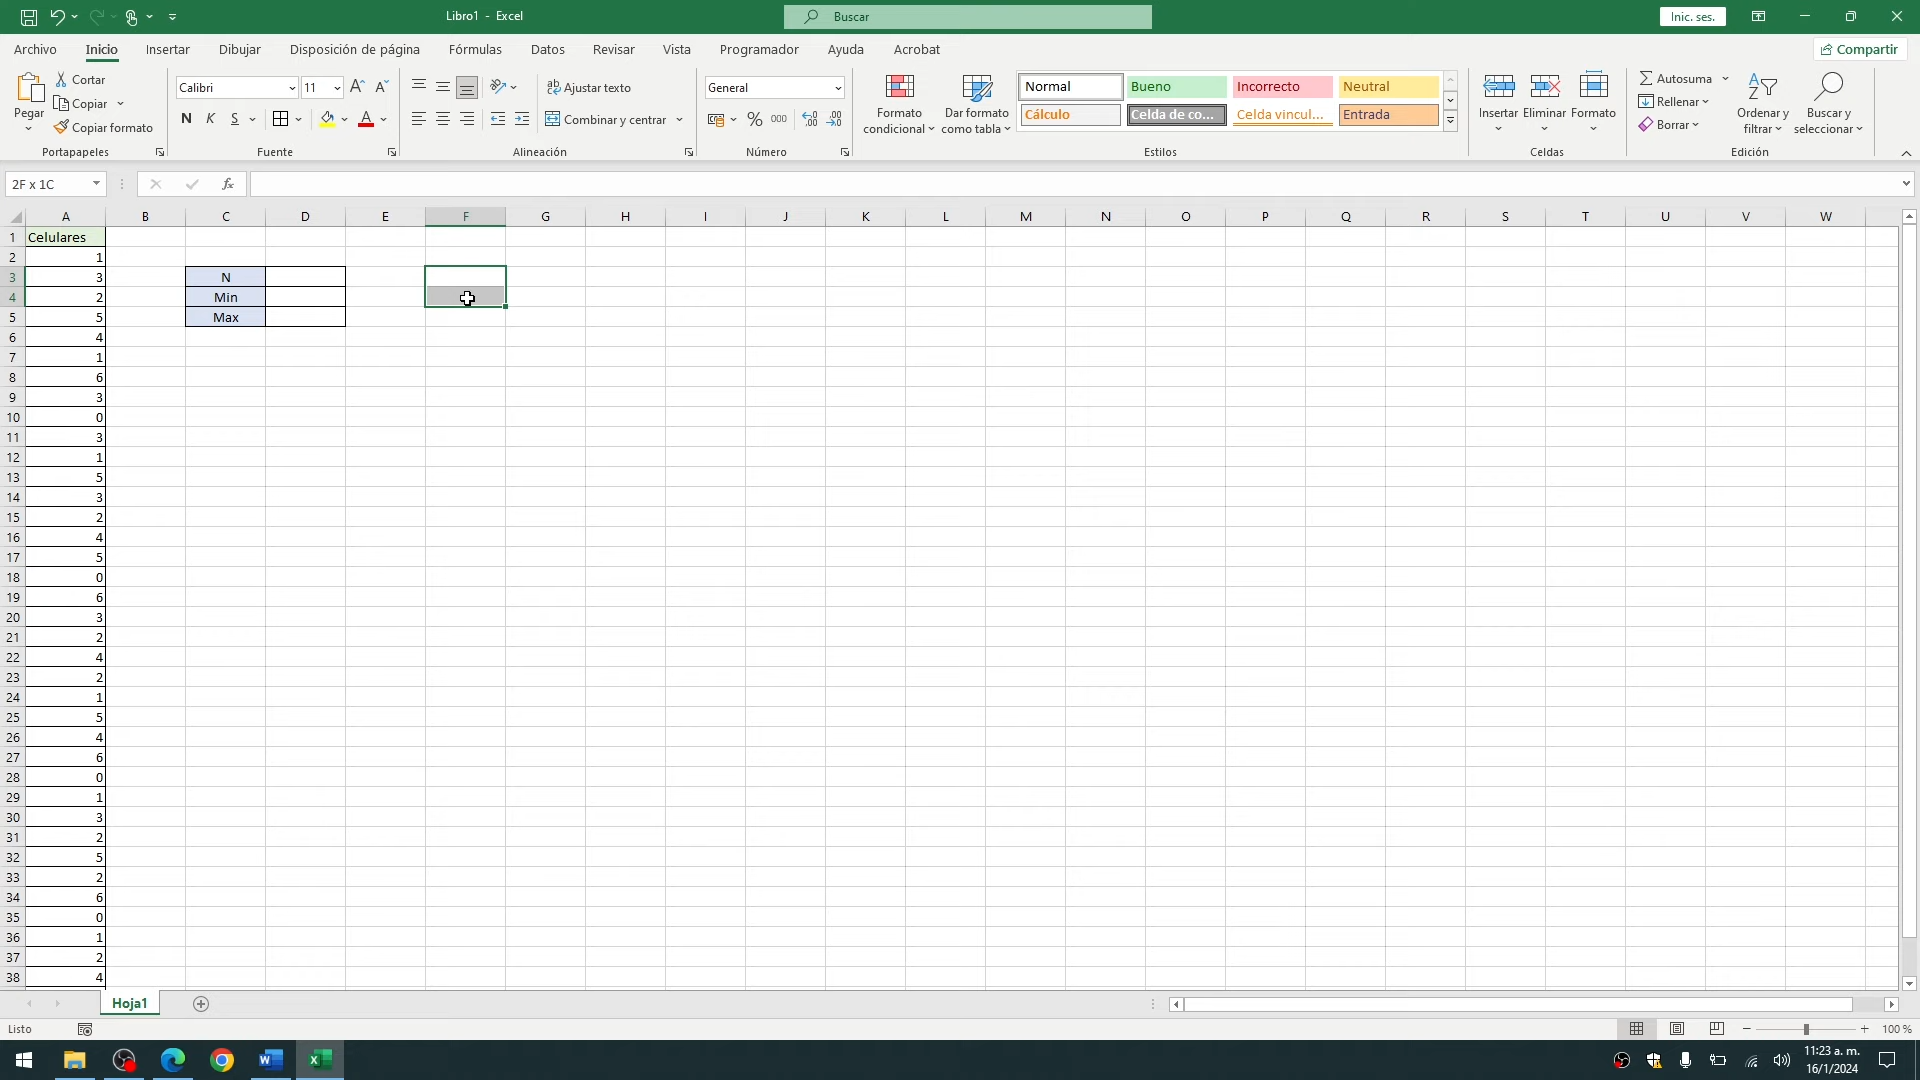 Libro1 - Excel
Buscar
Inic. ses.
Archivo Inicio Insertar Dibujar Disposición de página Fórmulas Datos Revisar Vista Programador Ayuda Acrobat
Compartir
Pegar
Cortar
Copiar
Copiar formato
Portapapeles
Calibri 11
N K S
Fuente
Ajustar texto
Combinar y centrar
Alineación
General
% 000
Número
Formato condicional
Dar formato como tabla
Normal Bueno Incorrecto Neutral
Cálculo Celda de co... Celda vincul... Entrada
Estilos
Insertar Eliminar Formato
Celdas
Autosuma
Rellenar
Borrar
Ordenar y filtrar
Buscar y seleccionar
Edición
2F x 1C
fx
A B C D E F G H I J K L M N O P Q R S T U V W
1 Celulares
2 1
3 3 N
4 2 Min
5 5 Max
6 4
7 1
8 6
9 3
10 0
11 3
12 1
13 5
14 3
15 2
16 4
17 5
18 0
19 6
20 3
21 2
22 4
23 2
24 1
25 5
26 4
27 6
28 0
29 1
30 3
31 2
32 5
33 2
34 6
35 0
36 1
37 2
38 4
Hoja1
Listo
100 %
11:23 a. m.
16/1/2024